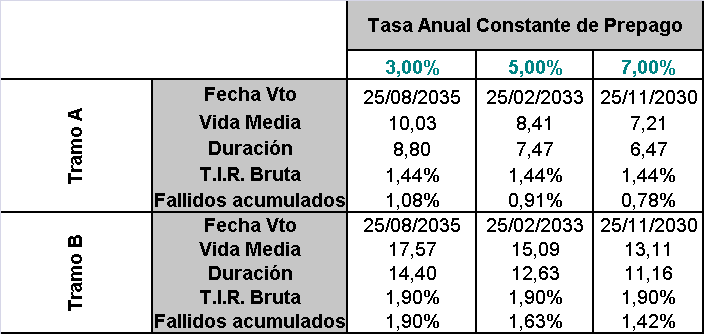 Tasa Anual Constante de Prepago
3,00% 5,00% 7,00%
Tramo A
Fecha Vto 25/08/2035 25/02/2033 25/11/2030
Vida Media 10,03 8,41 7,21
Duración 8,80 7,47 6,47
T.I.R. Bruta 1,44% 1,44% 1,44%
Fallidos acumulados 1,08% 0,91% 0,78%
Tramo B
Fecha Vto 25/08/2035 25/02/2033 25/11/2030
Vida Media 17,57 15,09 13,11
Duración 14,40 12,63 11,16
T.I.R. Bruta 1,90% 1,90% 1,90%
Fallidos acumulados 1,90% 1,63% 1,42%